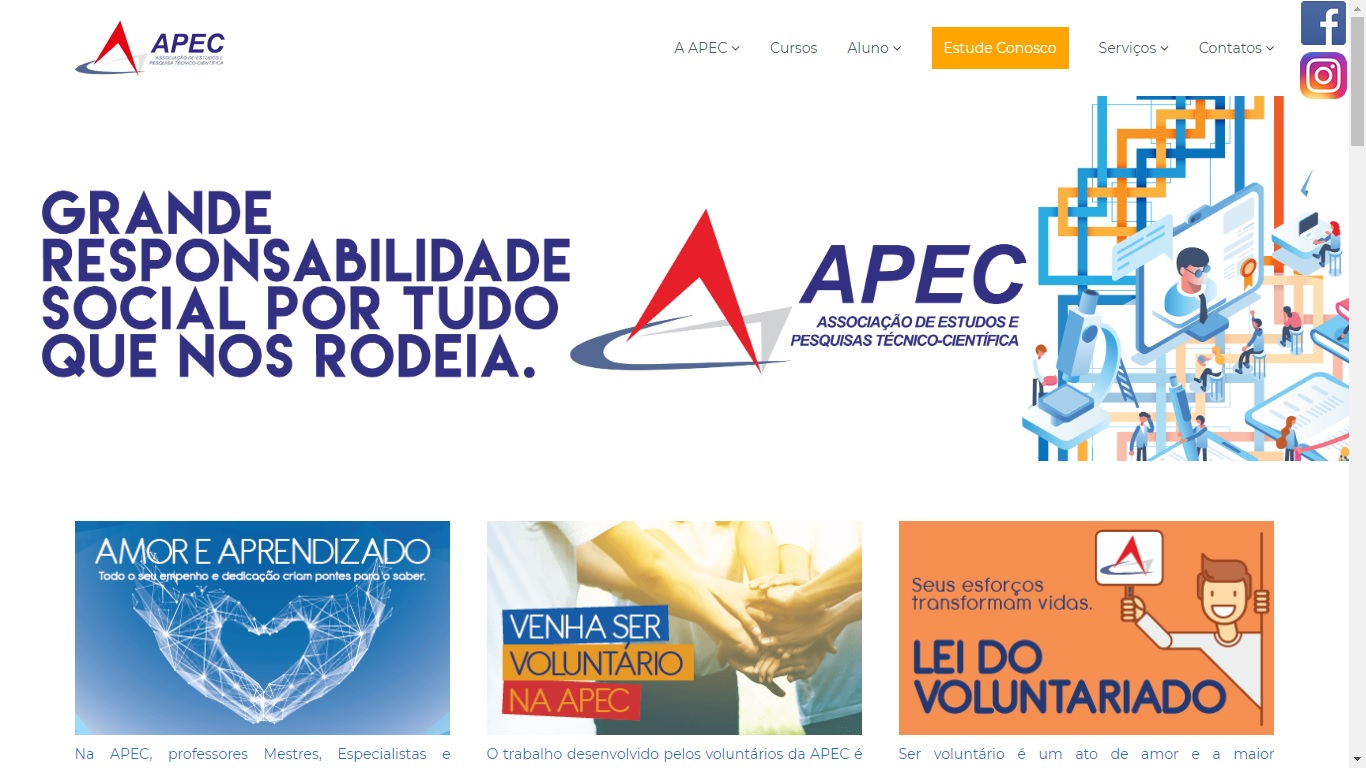 APEC
ASSOCIAÇÃO DE ESTUDOS E
PESQUISA TÉCNICO-CIENTÍFICA
A APEC
Cursos
Aluno
Estude Conosco
Serviços
Contatos
GRANDE
RESPONSABILIDADE
SOCIAL POR TUDO
QUE NOS RODEIA.
APEC
ASSOCIAÇÃO DE ESTUDOS E
PESQUISAS TÉCNICO-CIENTÍFICA
AMOR E APRENDIZADO
Todo o seu empenho e dedicação criam pontes para o saber.
VENHA SER
VOLUNTÁRIO
NA APEC
Seus esforços
transformam vidas.
LEI DO
VOLUNTARIADO
Na APEC, professores Mestres, Especialistas e
O trabalho desenvolvido pelos voluntários da APEC é
Ser voluntário é um ato de amor e a maior